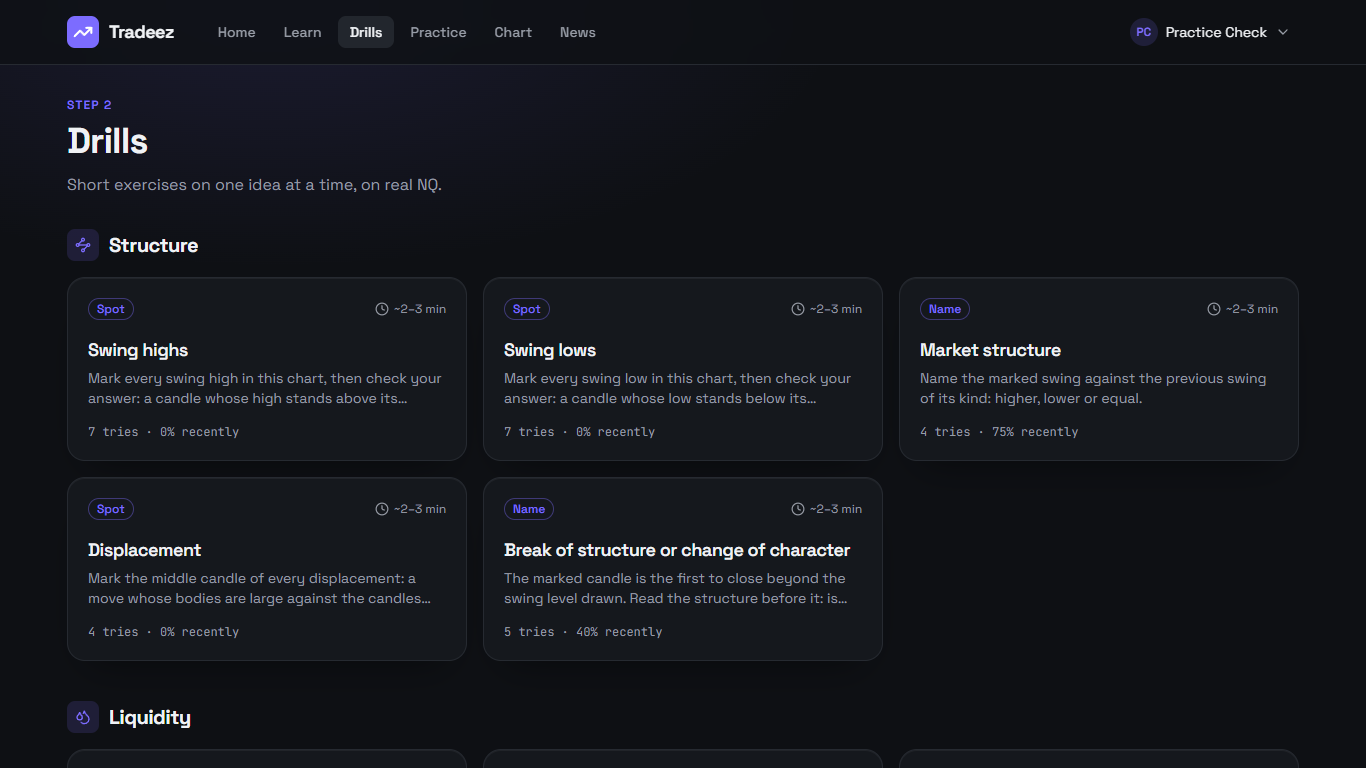 Tradeez
Home
Learn
Drills
Practice
Chart
News
PC
Practice Check
STEP 2
Drills
Short exercises on one idea at a time, on real NQ.
Structure
Spot
~2–3 min
Swing highs
Mark every swing high in this chart, then check your
answer: a candle whose high stands above its…
7 tries · 0% recently
Spot
~2–3 min
Swing lows
Mark every swing low in this chart, then check your
answer: a candle whose low stands below its…
7 tries · 0% recently
Name
~2–3 min
Market structure
Name the marked swing against the previous swing
of its kind: higher, lower or equal.
4 tries · 75% recently
Spot
~2–3 min
Displacement
Mark the middle candle of every displacement: a
move whose bodies are large against the candles…
4 tries · 0% recently
Name
~2–3 min
Break of structure or change of character
The marked candle is the first to close beyond the
swing level drawn. Read the structure before it: is…
5 tries · 40% recently
Liquidity